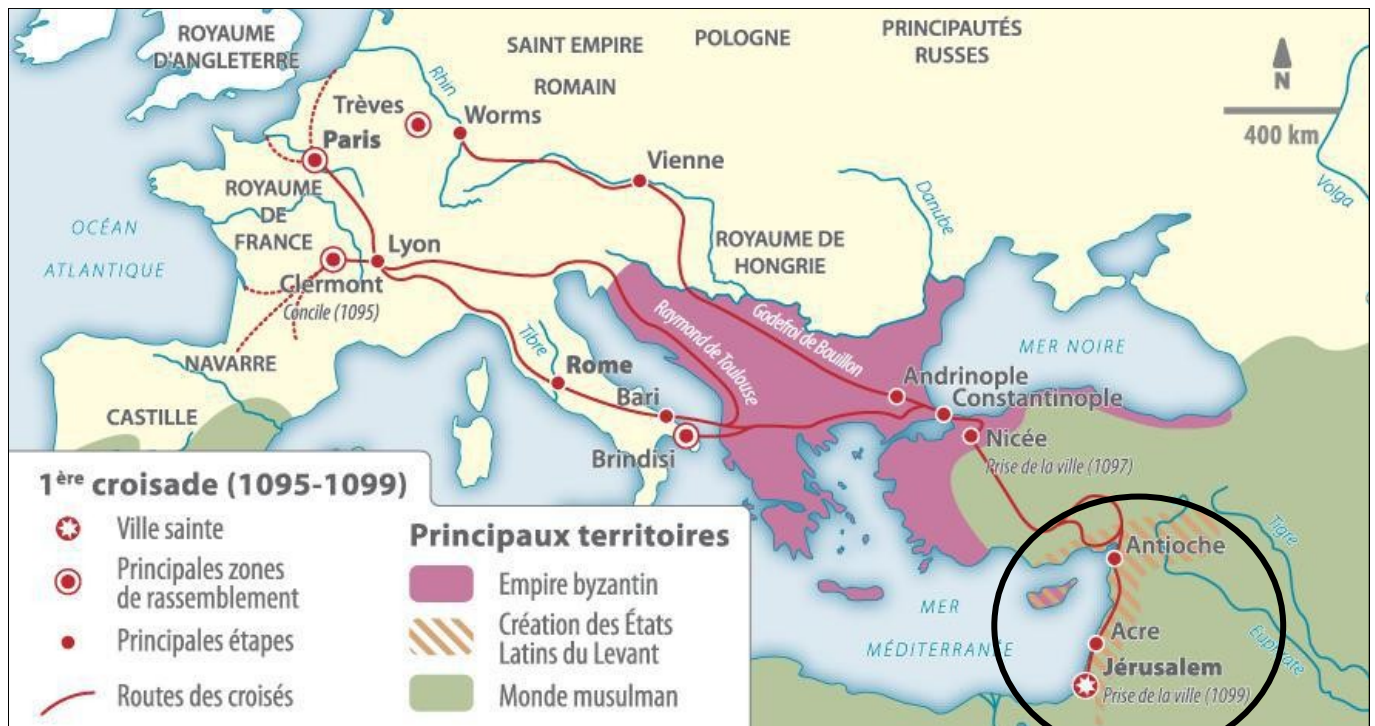 ROYAUME
D'ANGLETERRE
SAINT EMPIRE
ROMAIN
POLOGNE
PRINCIPAUTÉS
RUSSES
N
400 km
Rhin
Trèves
Worms
Paris
Vienne
Volga
Danube
ROYAUME
DE
FRANCE
OCÉAN
ATLANTIQUE
Lyon
ROYAUME DE
HONGRIE
Clermont
Concile (1095)
Raymond de Toulouse
Godefroi de Bouillon
MER NOIRE
NAVARRE
Tibre
Rome
Andrinople
Constantinople
CASTILLE
Bari
Brindisi
Nicée
Prise de la ville (1097)
Tigre
Antioche
Euphrate
MER
MÉDITERRANÉE
Acre
Jérusalem
Prise de la ville (1099)
1ère croisade (1095-1099)
Ville sainte
Principales zones
de rassemblement
Principales étapes
Routes des croisés
Principaux territoires
Empire byzantin
Création des États
Latins du Levant
Monde musulman